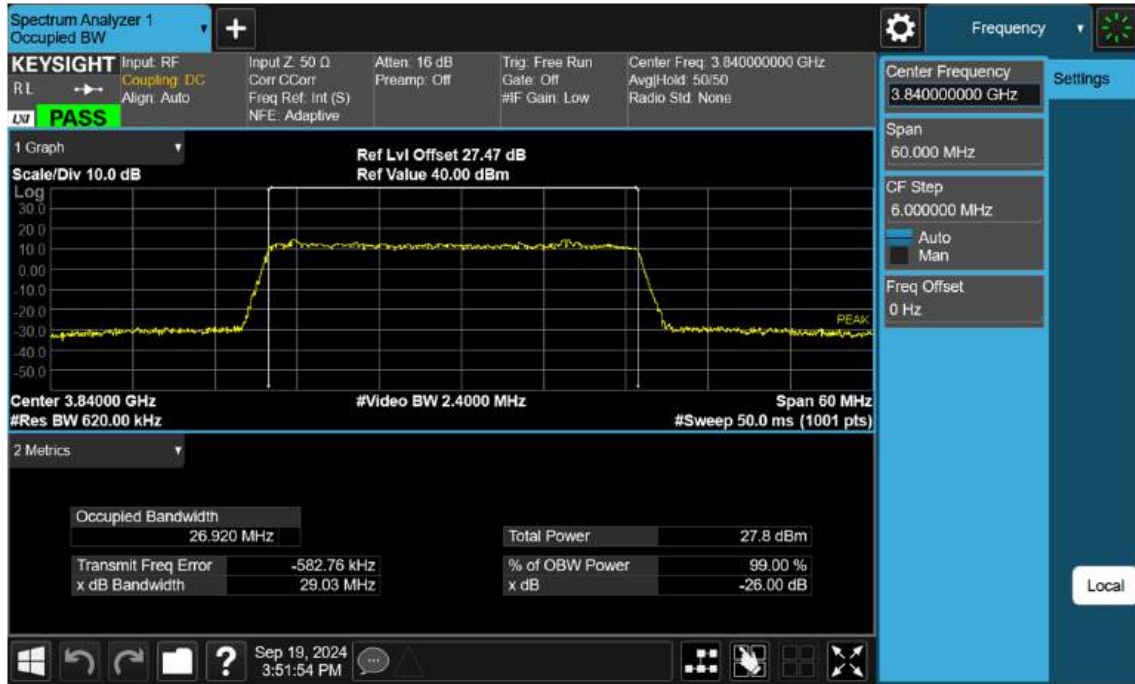 Spectrum Analyzer 1
Occupied BW
+
Frequency
KEYSIGHT
RL
LXI PASS
Input: RF
Coupling: DC
Align: Auto
Input Z: 50 Ω
Corr CCorr
Freq Ref: Int (S)
NFE: Adaptive
Atten: 16 dB
Preamp: Off
Trig: Free Run
Gate: Off
#IF Gain: Low
Center Freq: 3.840000000 GHz
Avg|Hold: 50/50
Radio Std: None
1 Graph
Scale/Div 10.0 dB
Ref Lvl Offset 27.47 dB
Ref Value 40.00 dBm
Log
30.0
20.0
10.0
0.00
-10.0
-20.0
-30.0
-40.0
-50.0
PEAK
Center 3.84000 GHz
#Video BW 2.4000 MHz
Span 60 MHz
#Res BW 620.00 kHz
#Sweep 50.0 ms (1001 pts)
2 Metrics
Occupied Bandwidth
26.920 MHz
Total Power 27.8 dBm
Transmit Freq Error -582.76 kHz
% of OBW Power 99.00 %
x dB Bandwidth 29.03 MHz
x dB -26.00 dB
?
Sep 19, 2024
3:51:54 PM
Center Frequency
3.840000000 GHz
Settings
Span
60.000 MHz
CF Step
6.000000 MHz
Auto
Man
Freq Offset
0 Hz
Local